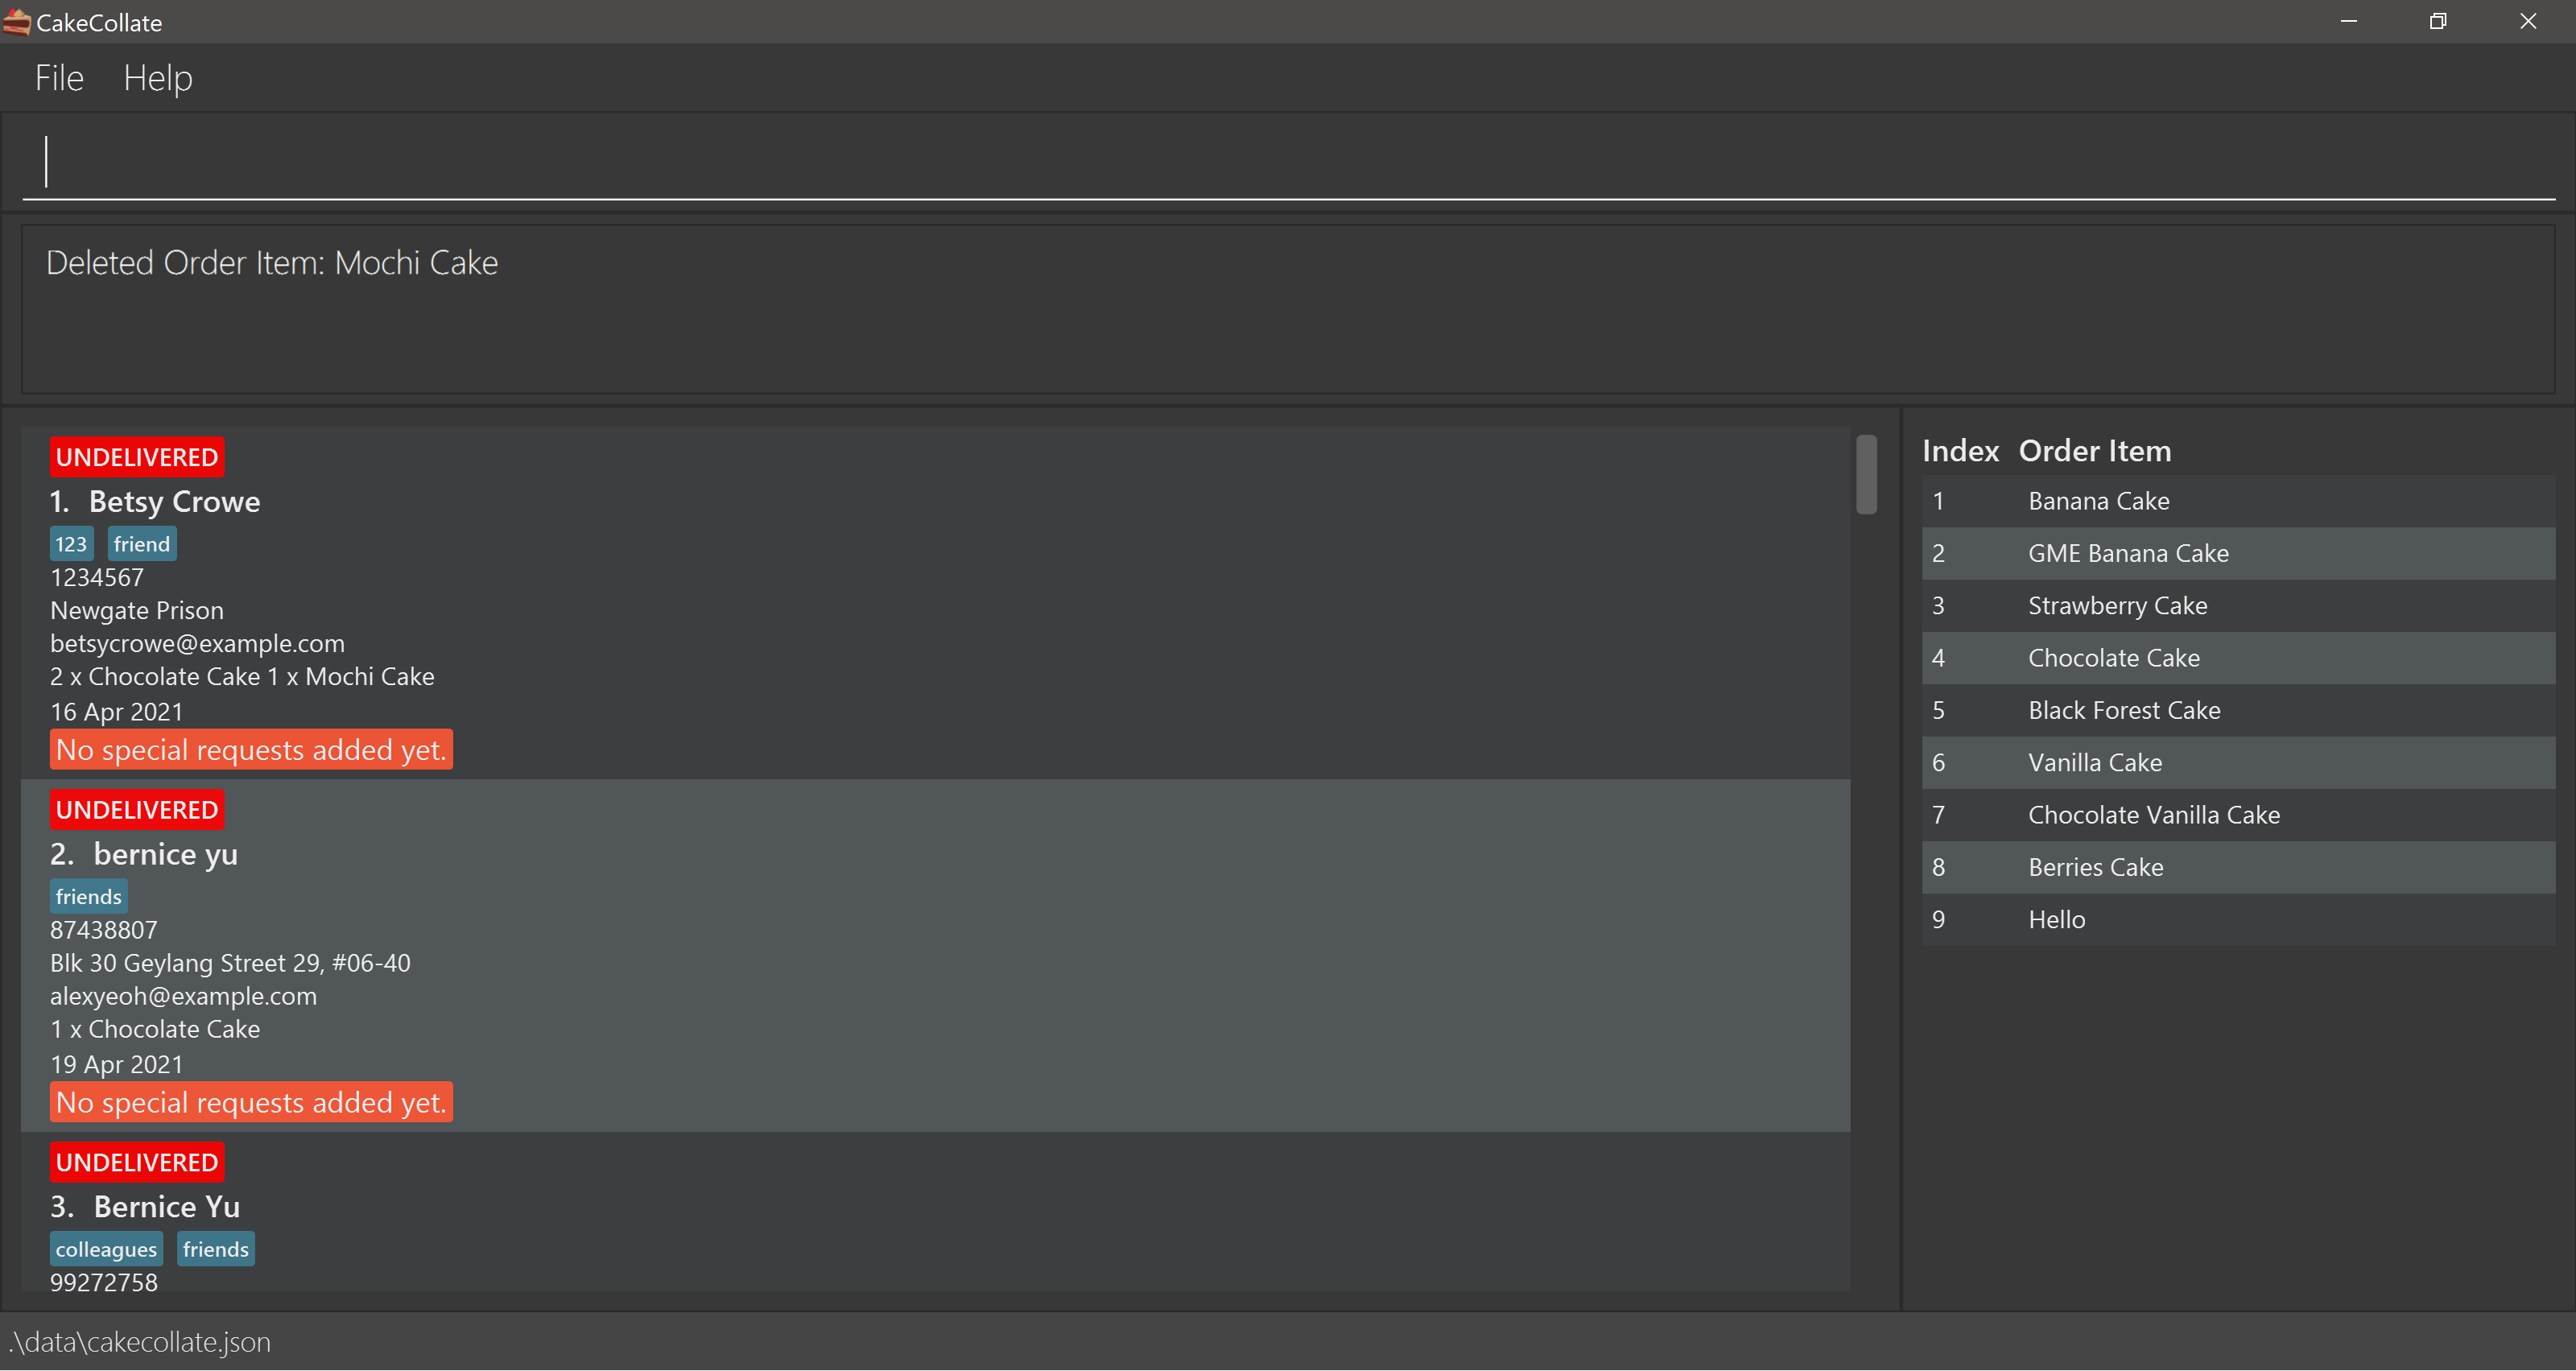 CakeCollate
File Help
Deleted Order Item: Mochi Cake
UNDELIVERED
1. Betsy Crowe
123 friend
1234567
Newgate Prison
betsycrowe@example.com
2 x Chocolate Cake 1 x Mochi Cake
16 Apr 2021
No special requests added yet.
UNDELIVERED
2. bernice yu
friends
87438807
Blk 30 Geylang Street 29, #06-40
alexyeoh@example.com
1 x Chocolate Cake
19 Apr 2021
No special requests added yet.
UNDELIVERED
3. Bernice Yu
colleagues friends
99272758
Index Order Item
1 Banana Cake
2 GME Banana Cake
3 Strawberry Cake
4 Chocolate Cake
5 Black Forest Cake
6 Vanilla Cake
7 Chocolate Vanilla Cake
8 Berries Cake
9 Hello
.\data\cakecollate.json